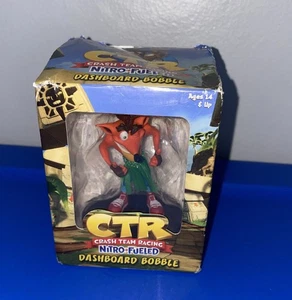 CTR
CRASH TEAM RACING
NITRO-FUELED
DASHBOARD BOBBLE
Ages 14
& Up
CTR
CRASH TEAM RACING
NITRO-FUELED
DASHBOARD BOBBLE